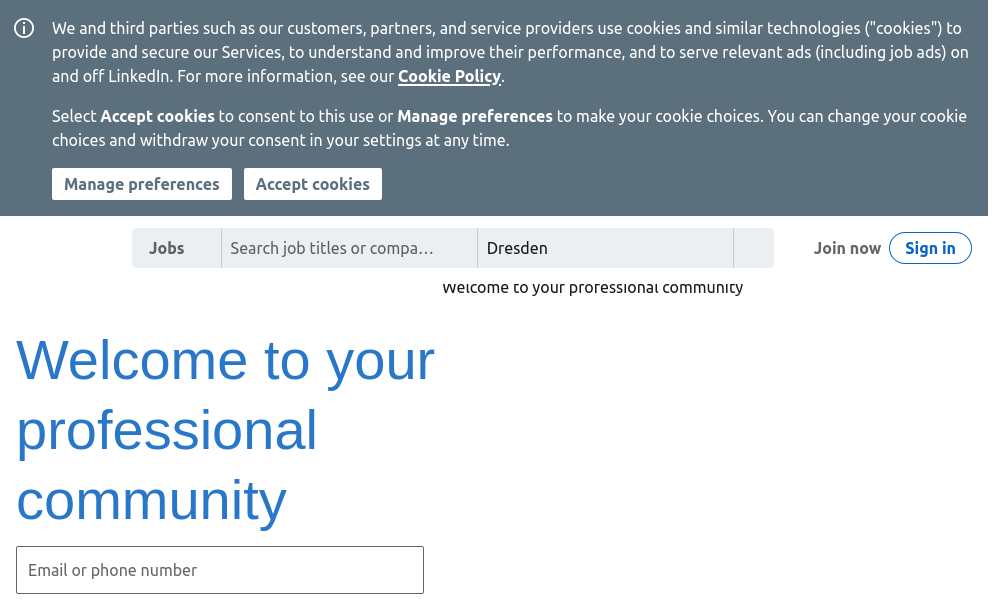 We and third parties such as our customers, partners, and service providers use cookies and similar technologies ("cookies") to
provide and secure our Services, to understand and improve their performance, and to serve relevant ads (including job ads) on
and off LinkedIn. For more information, see our Cookie Policy.
Select Accept cookies to consent to this use or Manage preferences to make your cookie choices. You can change your cookie
choices and withdraw your consent in your settings at any time.
Manage preferences Accept cookies
Jobs Search job titles or compa… Dresden Join now Sign in
Welcome to your professional community
Welcome to your
professional
community
Email or phone number